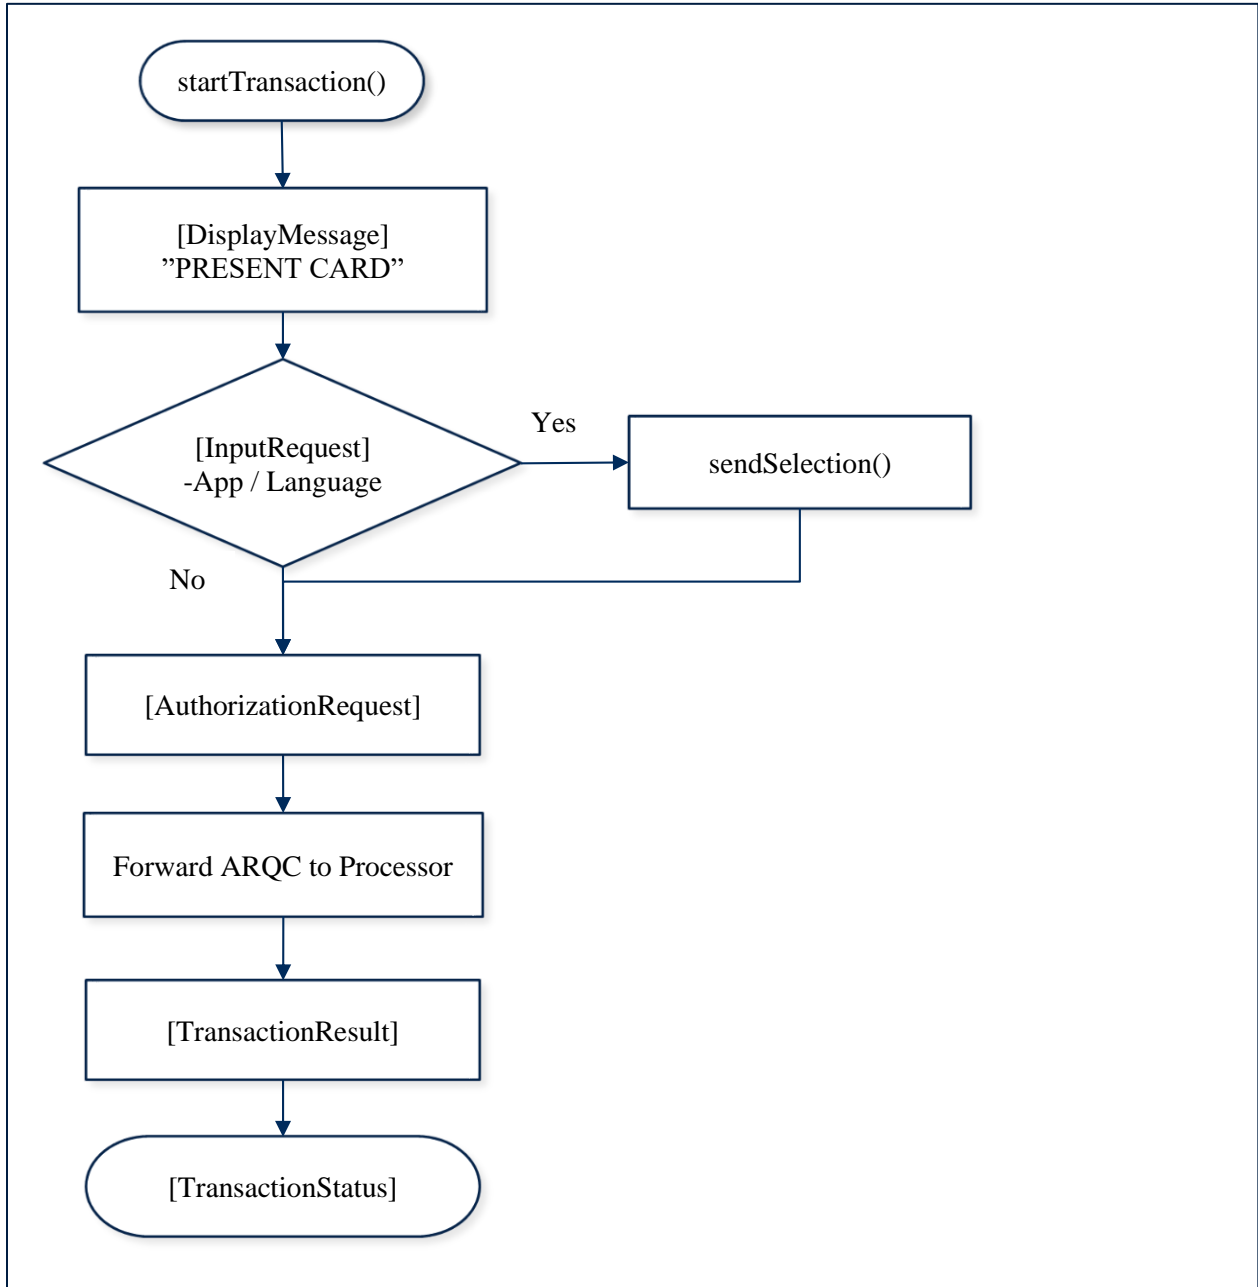 startTransaction()
[DisplayMessage]
”PRESENT CARD”
[InputRequest]
-App / Language
Yes
sendSelection()
No
[AuthorizationRequest]
Forward ARQC to Processor
[TransactionResult]
[TransactionStatus]